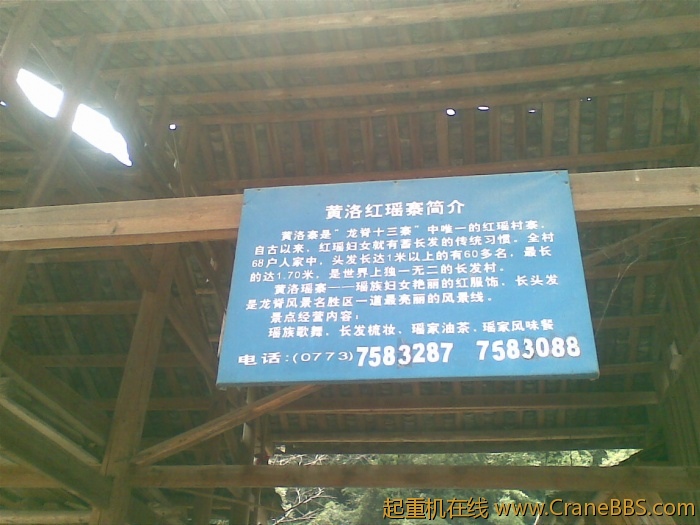 黄洛红瑶寨简介
黄洛寨是"龙脊十三寨"中唯一的红瑶村寨。
自古以来，红瑶妇女就有蓄长发的传统习惯。全村
68户人家中，头发长达1米以上的有60多名，最长
的达1.70米，是世界上独一无二的长发村。
黄洛瑶寨——瑶族妇女艳丽的红服饰，长头发
是龙脊风景名胜区一道最亮丽的风景线。
景点经营内容：
瑶族歌舞、长发梳妆、瑶家油茶、瑶家风味餐
电话：(0773)7583287 7583088
起重机在线 www.CraneBBS.com